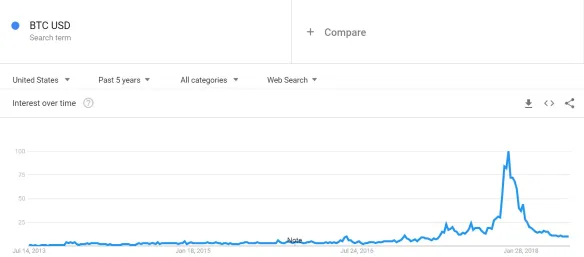 BTC USD
Search term
+ Compare
United States
Past 5 years
All categories
Web Search
Interest over time
100
75
50
25
Note
Jul 14, 2013
Jan 18, 2015
Jul 24, 2016
Jan 28, 2018